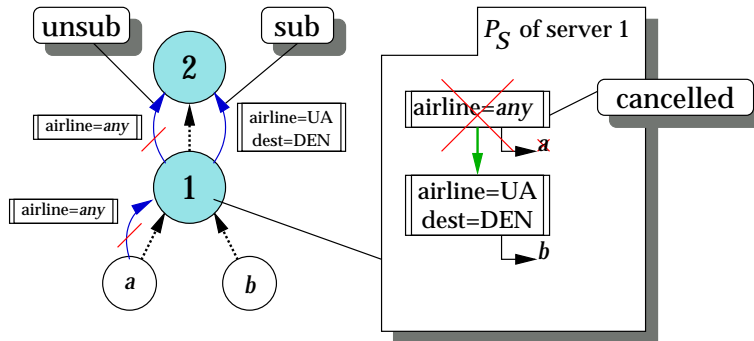 unsub
sub
2
airline=any
airline=UA
dest=DEN
1
airline=any
a
b
P_S of server 1
airline=any
cancelled
a
airline=UA
dest=DEN
b